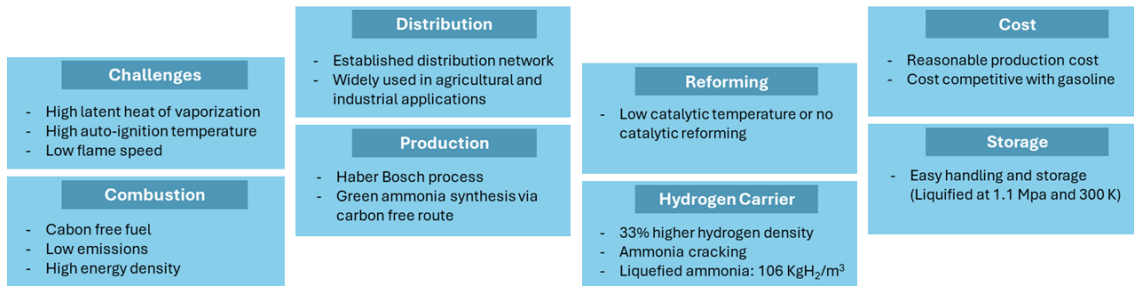 Challenges
- High latent heat of vaporization
- High auto-ignition temperature
- Low flame speed
Combustion
- Cabon free fuel
- Low emissions
- High energy density
Distribution
- Established distribution network
- Widely used in agricultural and
industrial applications
Production
- Haber Bosch process
- Green ammonia synthesis via
carbon free route
Reforming
- Low catalytic temperature or no
catalytic reforming
Hydrogen Carrier
- 33% higher hydrogen density
- Ammonia cracking
- Liquefied ammonia: 106 KgH₂/m³
Cost
- Reasonable production cost
- Cost competitive with gasoline
Storage
- Easy handling and storage
(Liquified at 1.1 Mpa and 300 K)